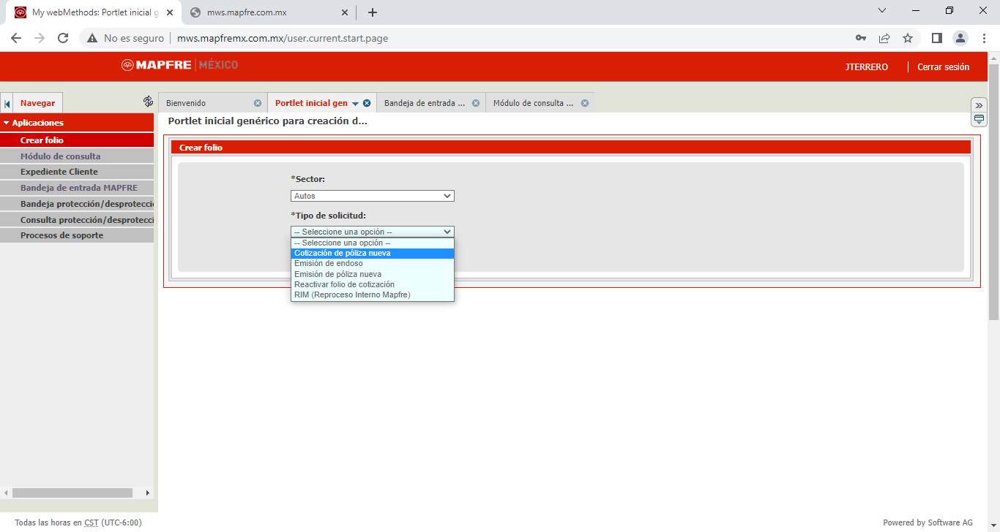 My webMethods: Portlet inicial g
mws.mapfre.com.mx
No es seguro
mws.mapfremx.com.mx/user.current.start.page
MAPFRE MÉXICO
JTERRERO
Cerrar sesión
Navegar
Bienvenido
Portlet inicial gen
Bandeja de entrada ...
Módulo de consulta ...
Aplicaciones
Crear folio
Módulo de consulta
Expediente Cliente
Bandeja de entrada MAPFRE
Bandeja protección/desprotecci
Consulta protección/desprotecci
Procesos de soporte
Portlet inicial genérico para creación d...
Crear folio
*Sector:
Autos
*Tipo de solicitud:
-- Seleccione una opción --
-- Seleccione una opción --
Cotización de póliza nueva
Emisión de endoso
Emisión de póliza nueva
Reactivar folio de cotización
RIM (Reproceso Interno Mapfre)
Todas las horas en CST (UTC-6:00)
Powered by Software AG